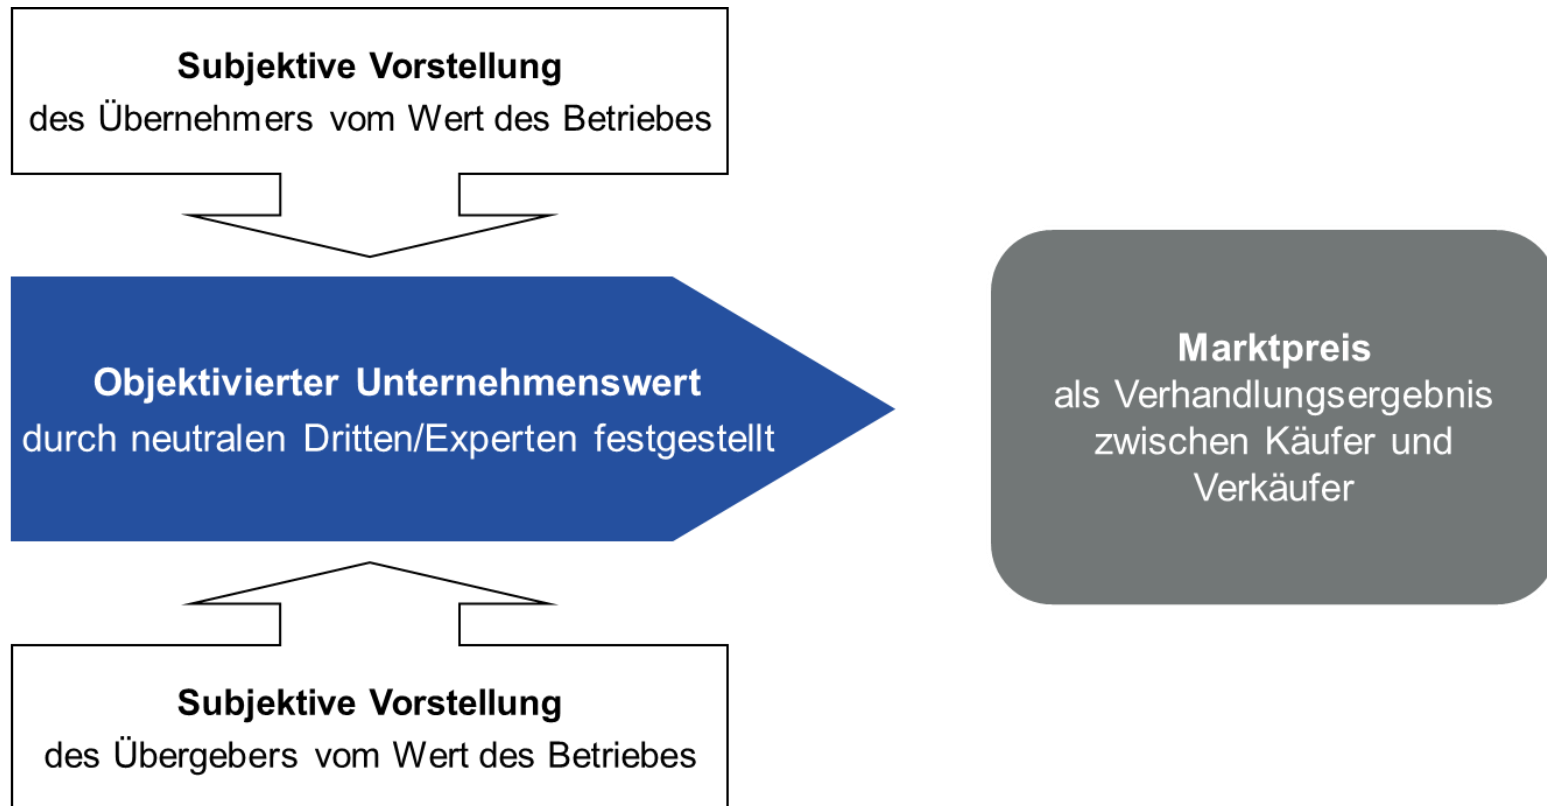 Subjektive Vorstellung
des Übernehmers vom Wert des Betriebes
Objektivierter Unternehmenswert
durch neutralen Dritten/Experten festgestellt
Marktpreis
als Verhandlungsergebnis
zwischen Käufer und
Verkäufer
Subjektive Vorstellung
des Übergebers vom Wert des Betriebes